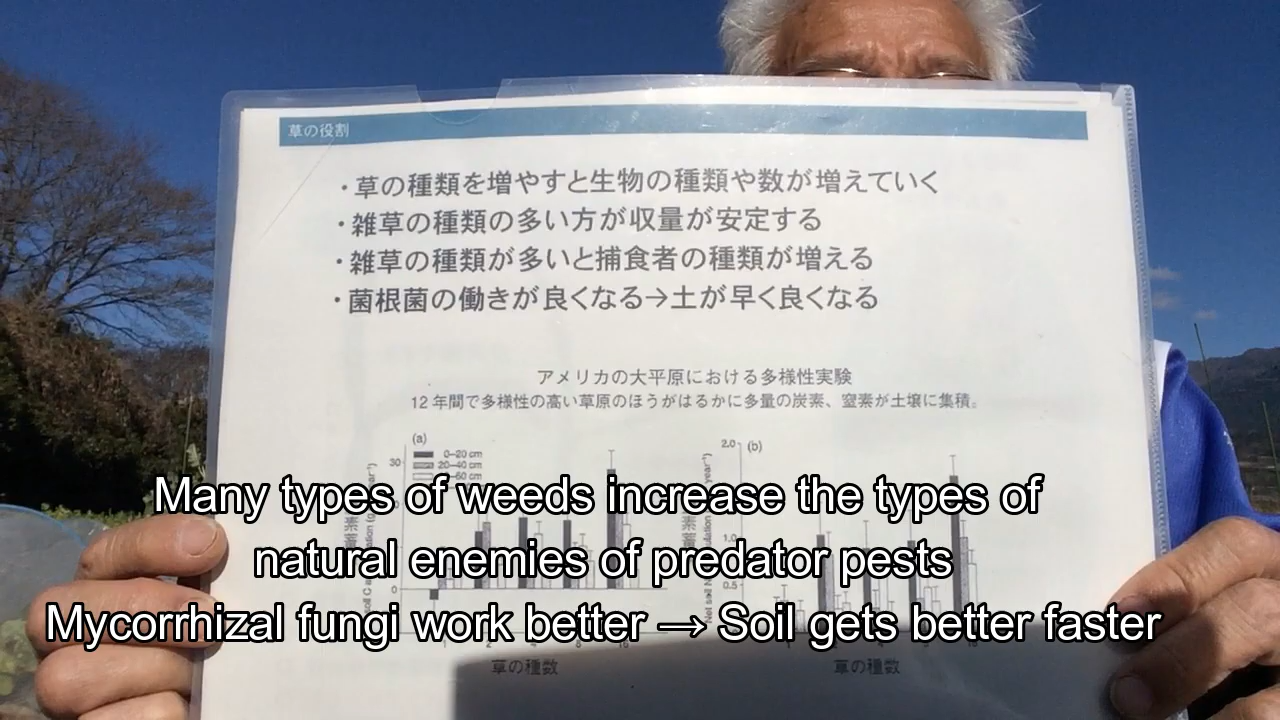 草の役割
・草の種類を増やすと生物の種類や数が増えていく
・雑草の種類の多い方が収量が安定する
・雑草の種類が多いと捕食者の種類が増える
・菌根菌の働きが良くなる→土が早く良くなる
アメリカの大平原における多様性実験
12年間で多様性の高い草原のほうがはるかに多量の炭素、窒素が土壌に集積。
(a)
0–20 cm
20–40 cm
30
0
2.0
(b)
1.0
0.5
Many types of weeds increase the types of
natural enemies of predator pests
Mycorrhizal fungi work better → Soil gets better faster
草の種数
草の種数